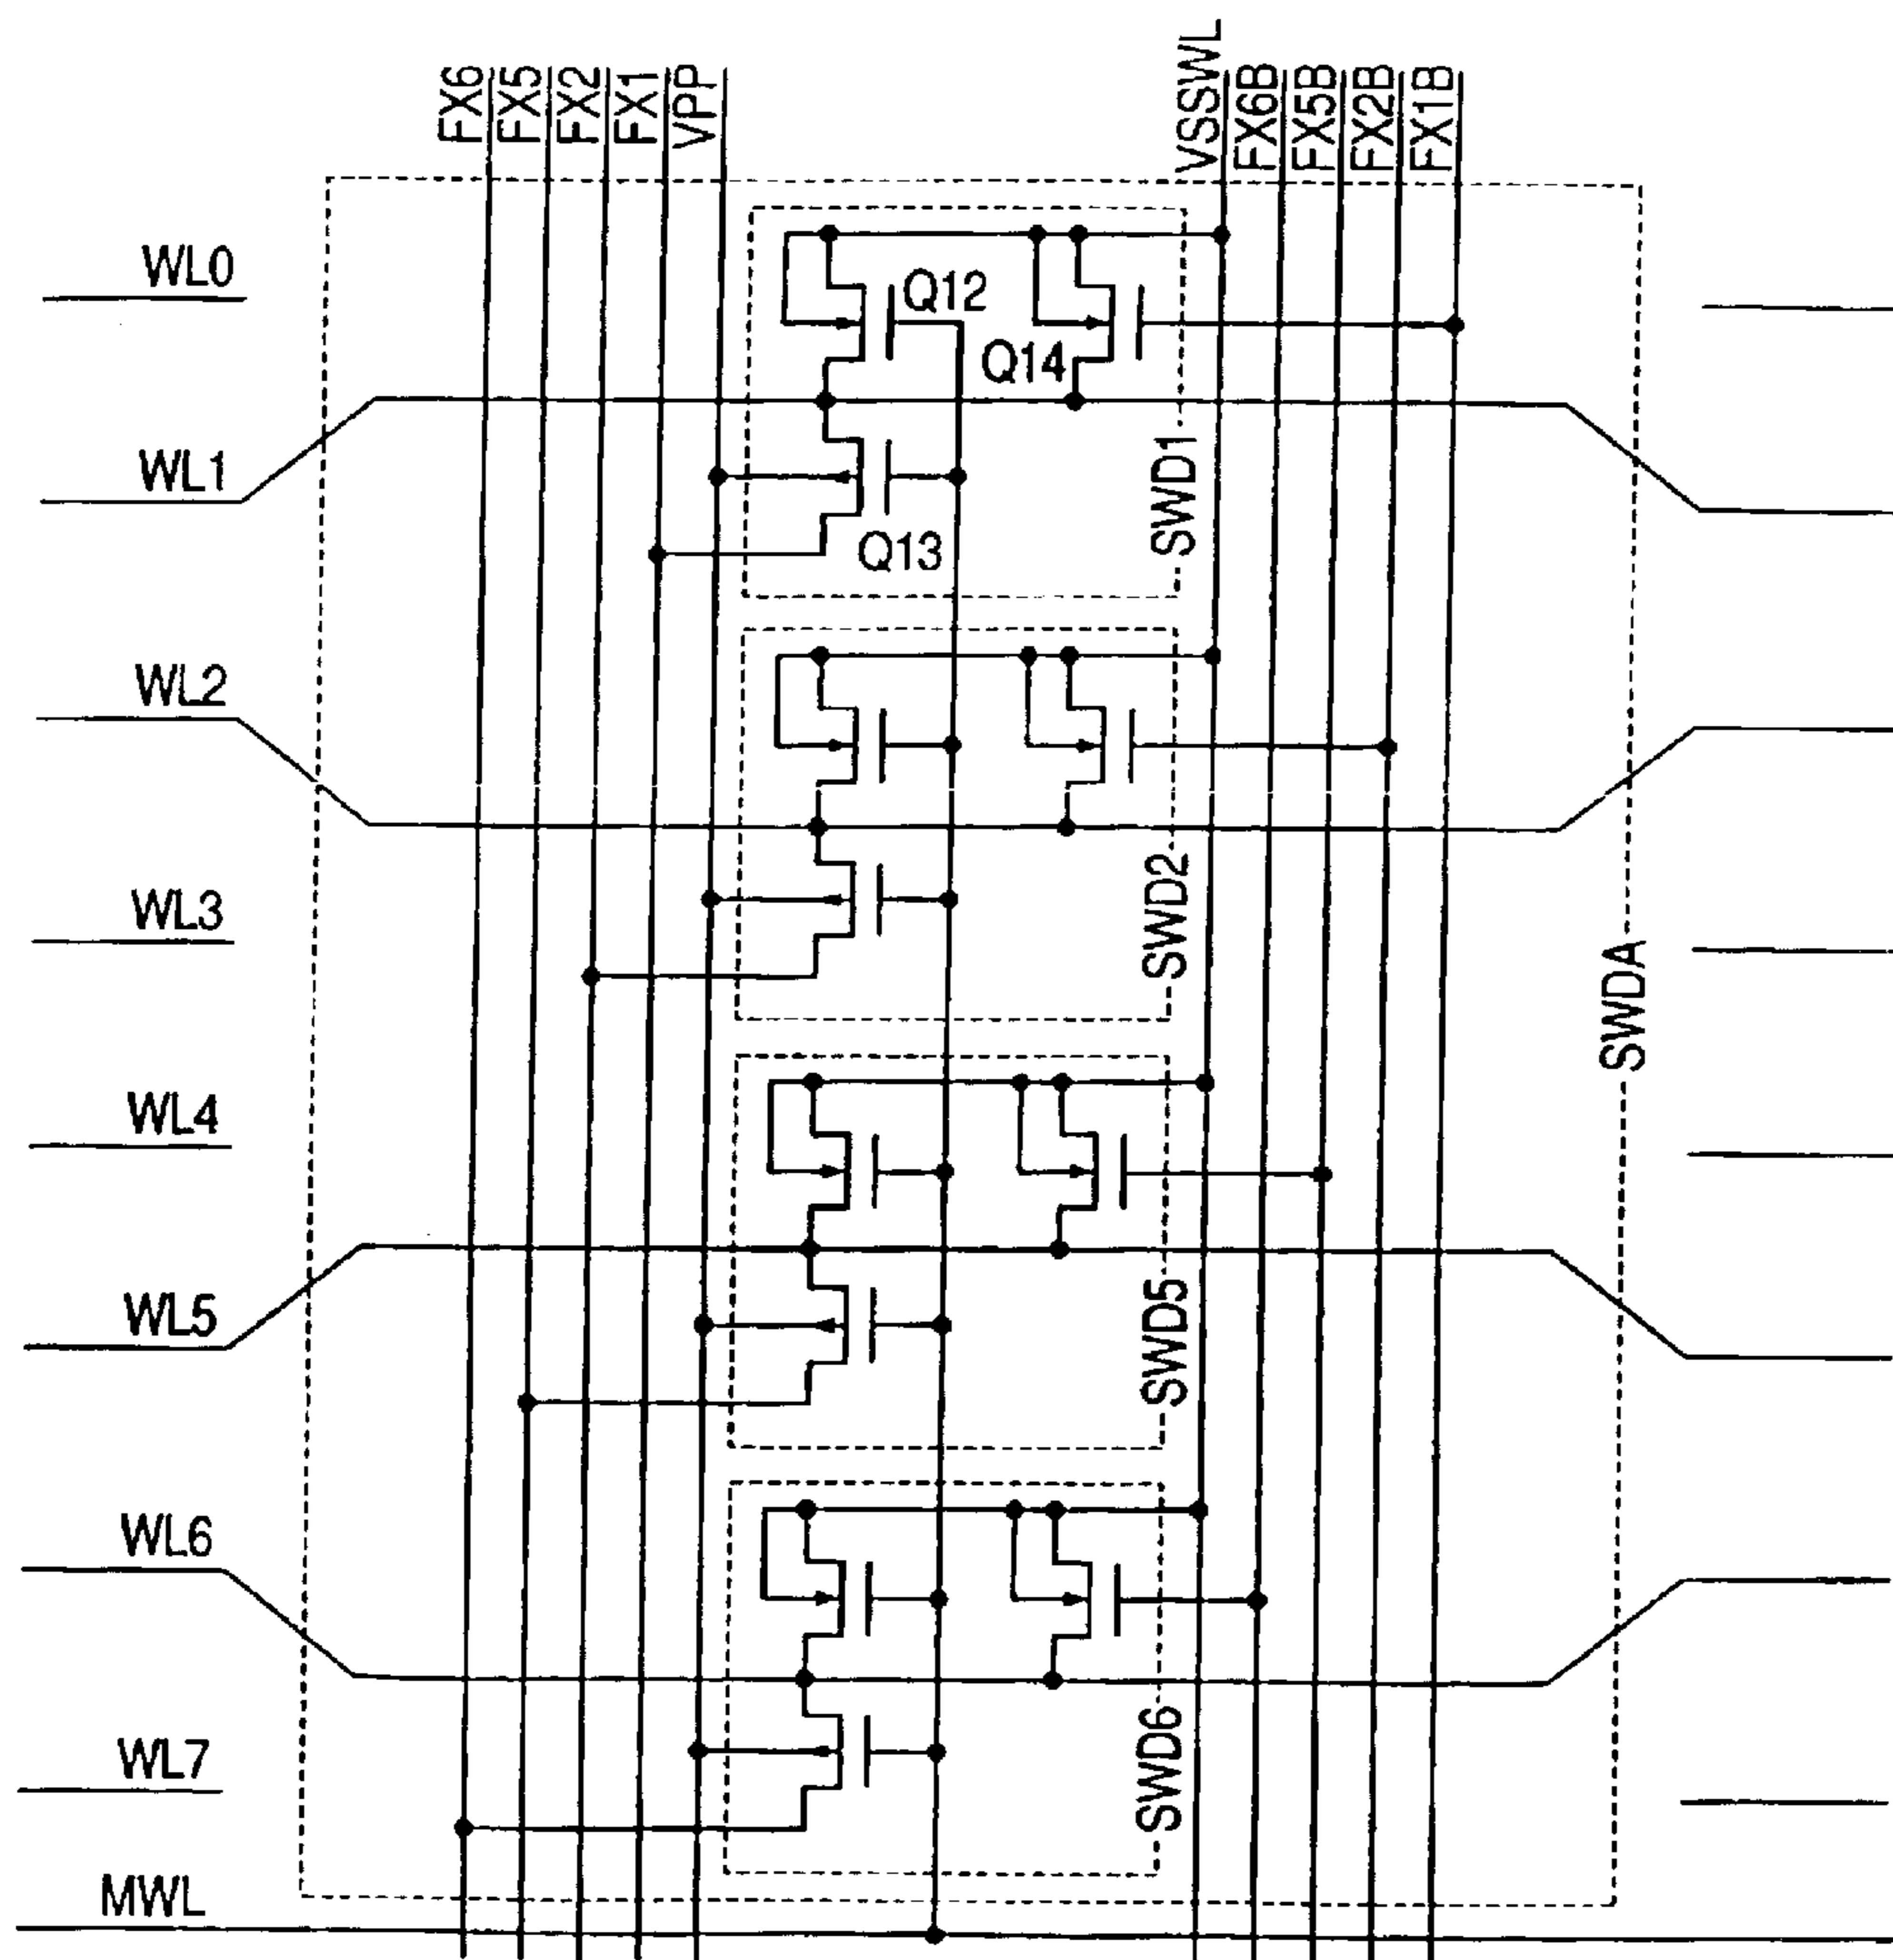 FX6
FX5
FX2
FX1
VPP
VSSWL
FX6B
FX5B
FX2B
FX1B
WL0
Q12
Q14
WL1
SWD1
Q13
WL2
WL3
SWD2
SWDA
WL4
WL5
SWD5
WL6
WL7
SWD6
MWL